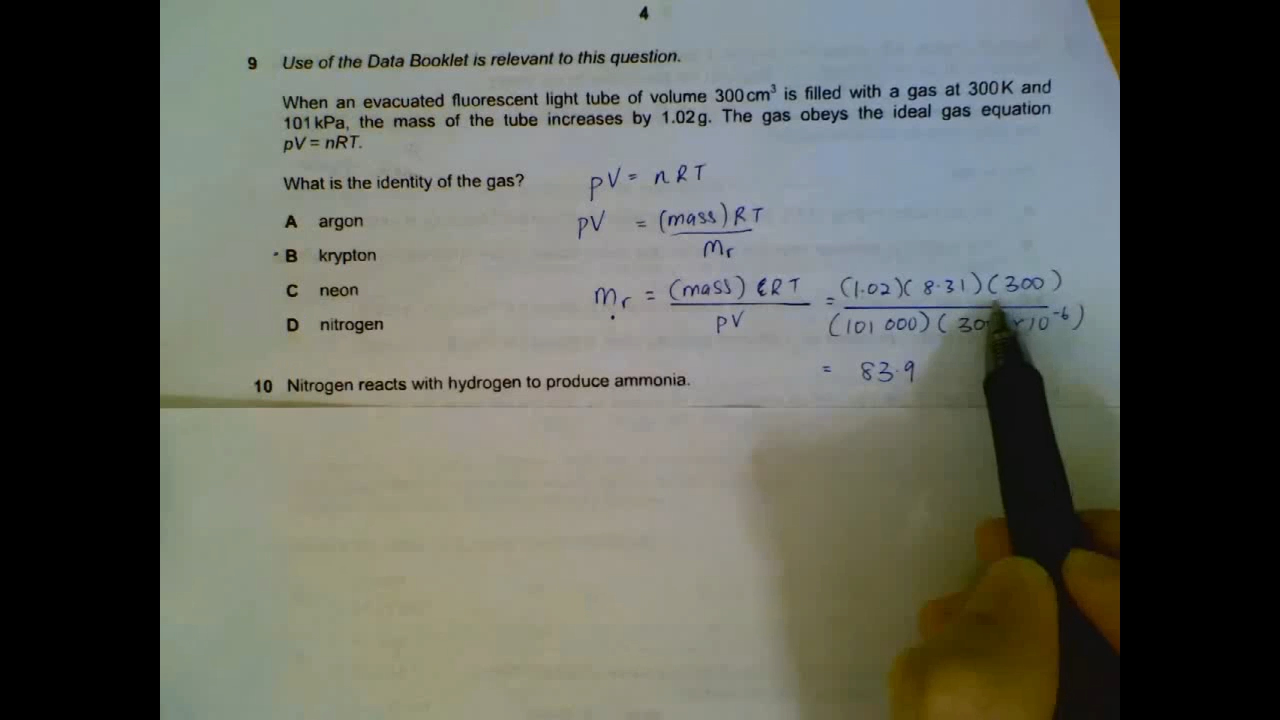 4
9 Use of the Data Booklet is relevant to this question.
When an evacuated fluorescent light tube of volume 300 cm³ is filled with a gas at 300 K and
101 kPa, the mass of the tube increases by 1.02 g. The gas obeys the ideal gas equation
pV = nRT.
What is the identity of the gas?
A argon
B krypton
C neon
D nitrogen
pV = nRT
PV = (mass)RT
Mr
Mr = (mass) RT = (1.02)(8.31)(300)
PV (101 000)(30 ×10⁻⁶)
= 83.9
10 Nitrogen reacts with hydrogen to produce ammonia.